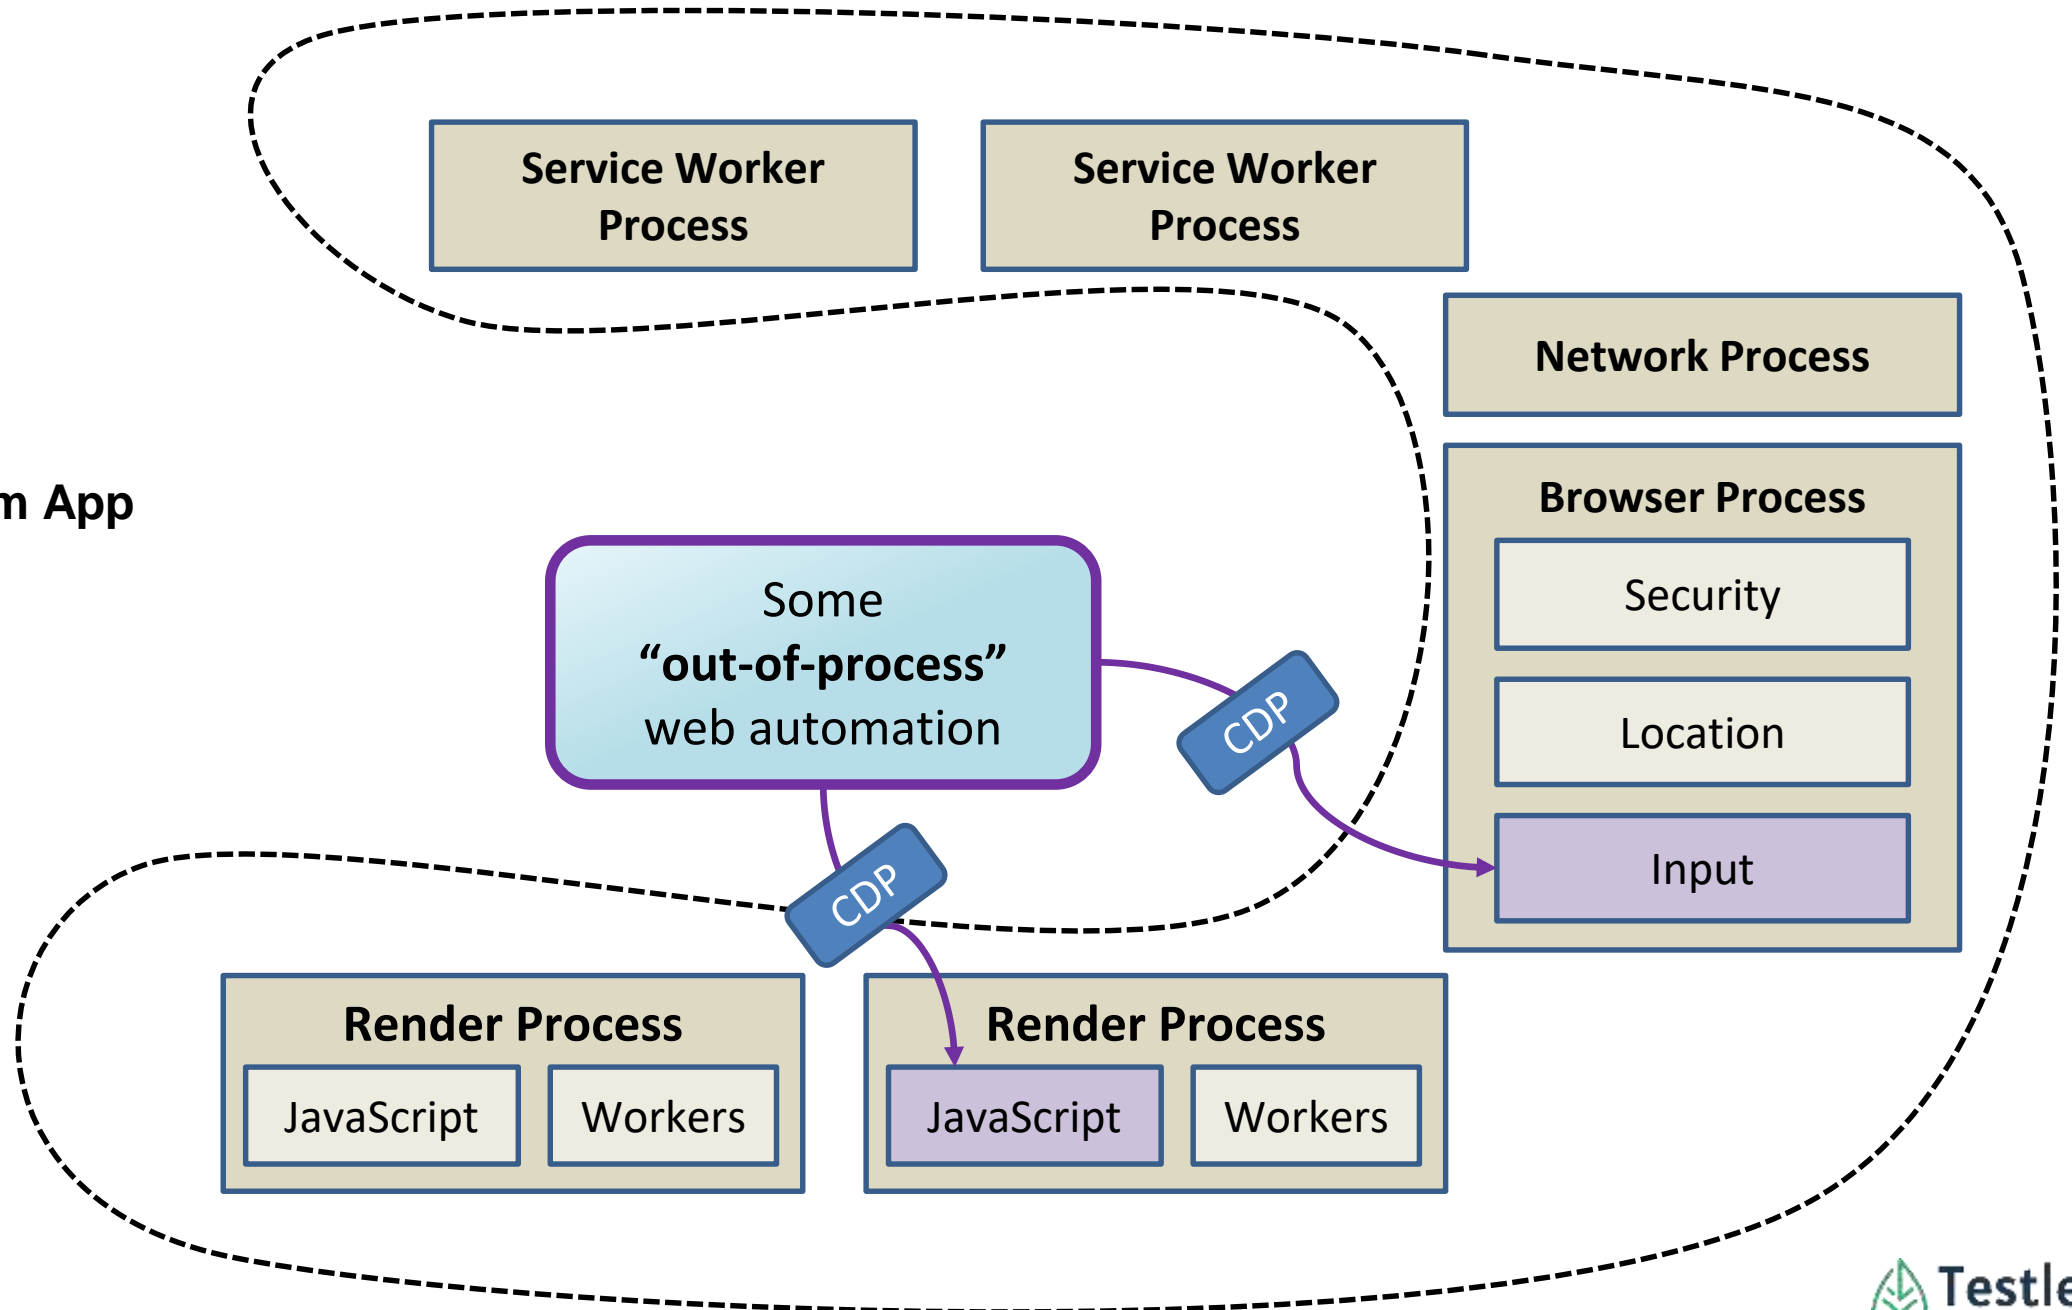 Service Worker
Process
Service Worker
Process
Network Process
m App
Browser Process
Security
Location
Input
Some
“out-of-process”
web automation
CDP
CDP
Render Process
JavaScript
Workers
Render Process
JavaScript
Workers
Testle